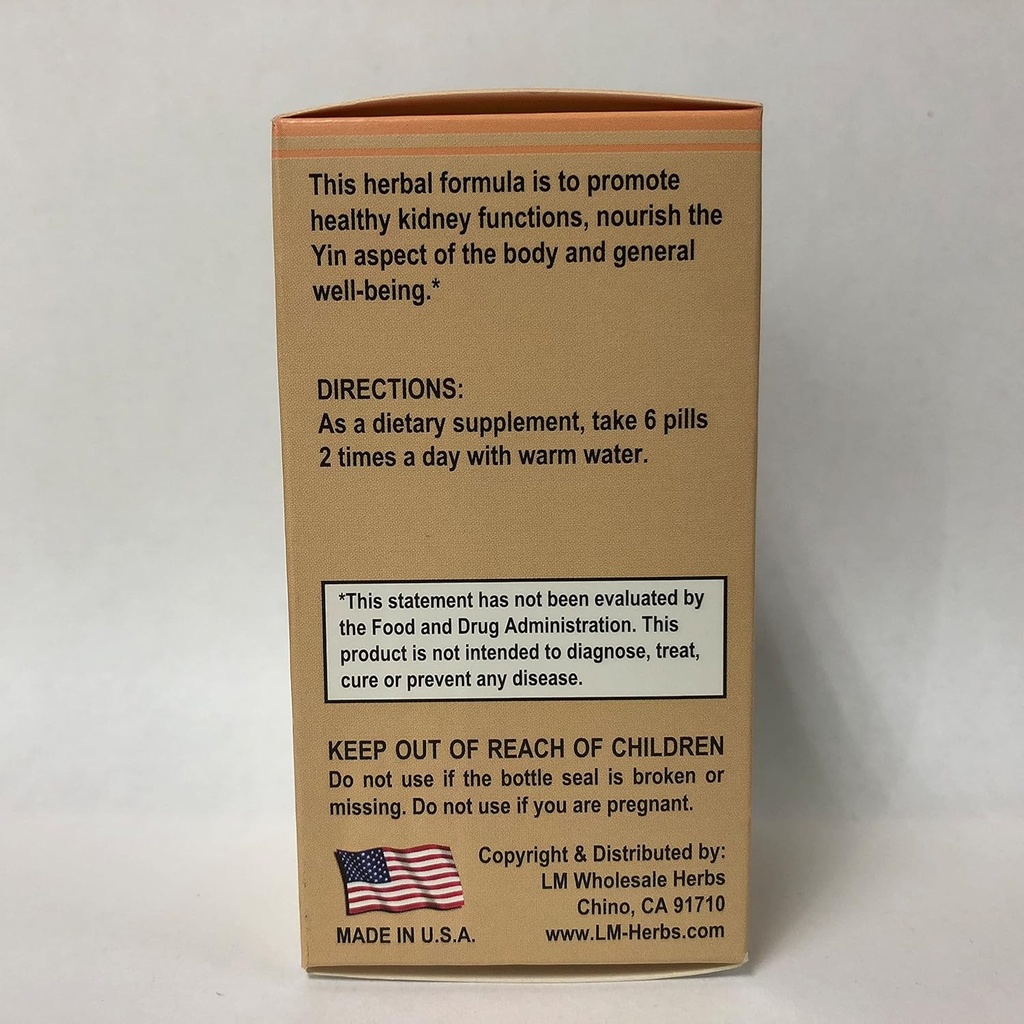 This herbal formula is to promote
healthy kidney functions, nourish the
Yin aspect of the body and general
well-being.*
DIRECTIONS:
As a dietary supplement, take 6 pills
2 times a day with warm water.
*This statement has not been evaluated by
the Food and Drug Administration. This
product is not intended to diagnose, treat,
cure or prevent any disease.
KEEP OUT OF REACH OF CHILDREN
Do not use if the bottle seal is broken or
missing. Do not use if you are pregnant.
MADE IN U.S.A.
Copyright & Distributed by:
LM Wholesale Herbs
Chino, CA 91710
www.LM-Herbs.com